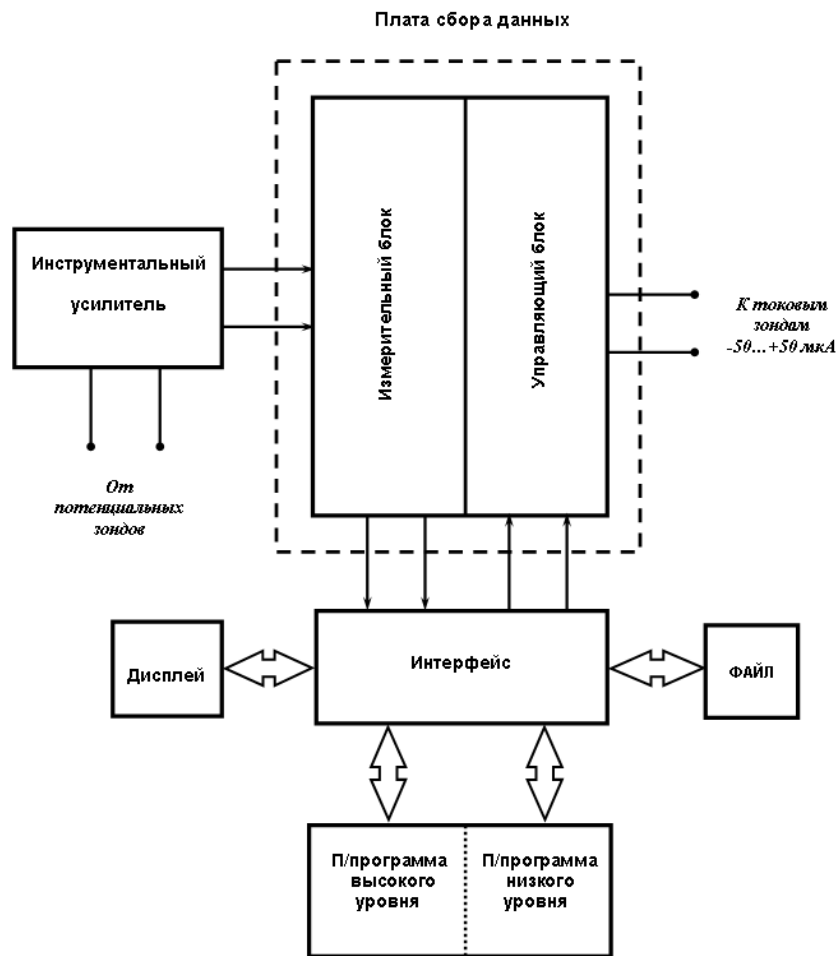 Плата сбора данных
Инструментальный
усилитель
Измерительный блок
Управляющий блок
К токовым
зондам
-50...+50 мкА
От
потенциальных
зондов
Дисплей
Интерфейс
ФАЙЛ
П/программа
высокого
уровня
П/программа
низкого
уровня